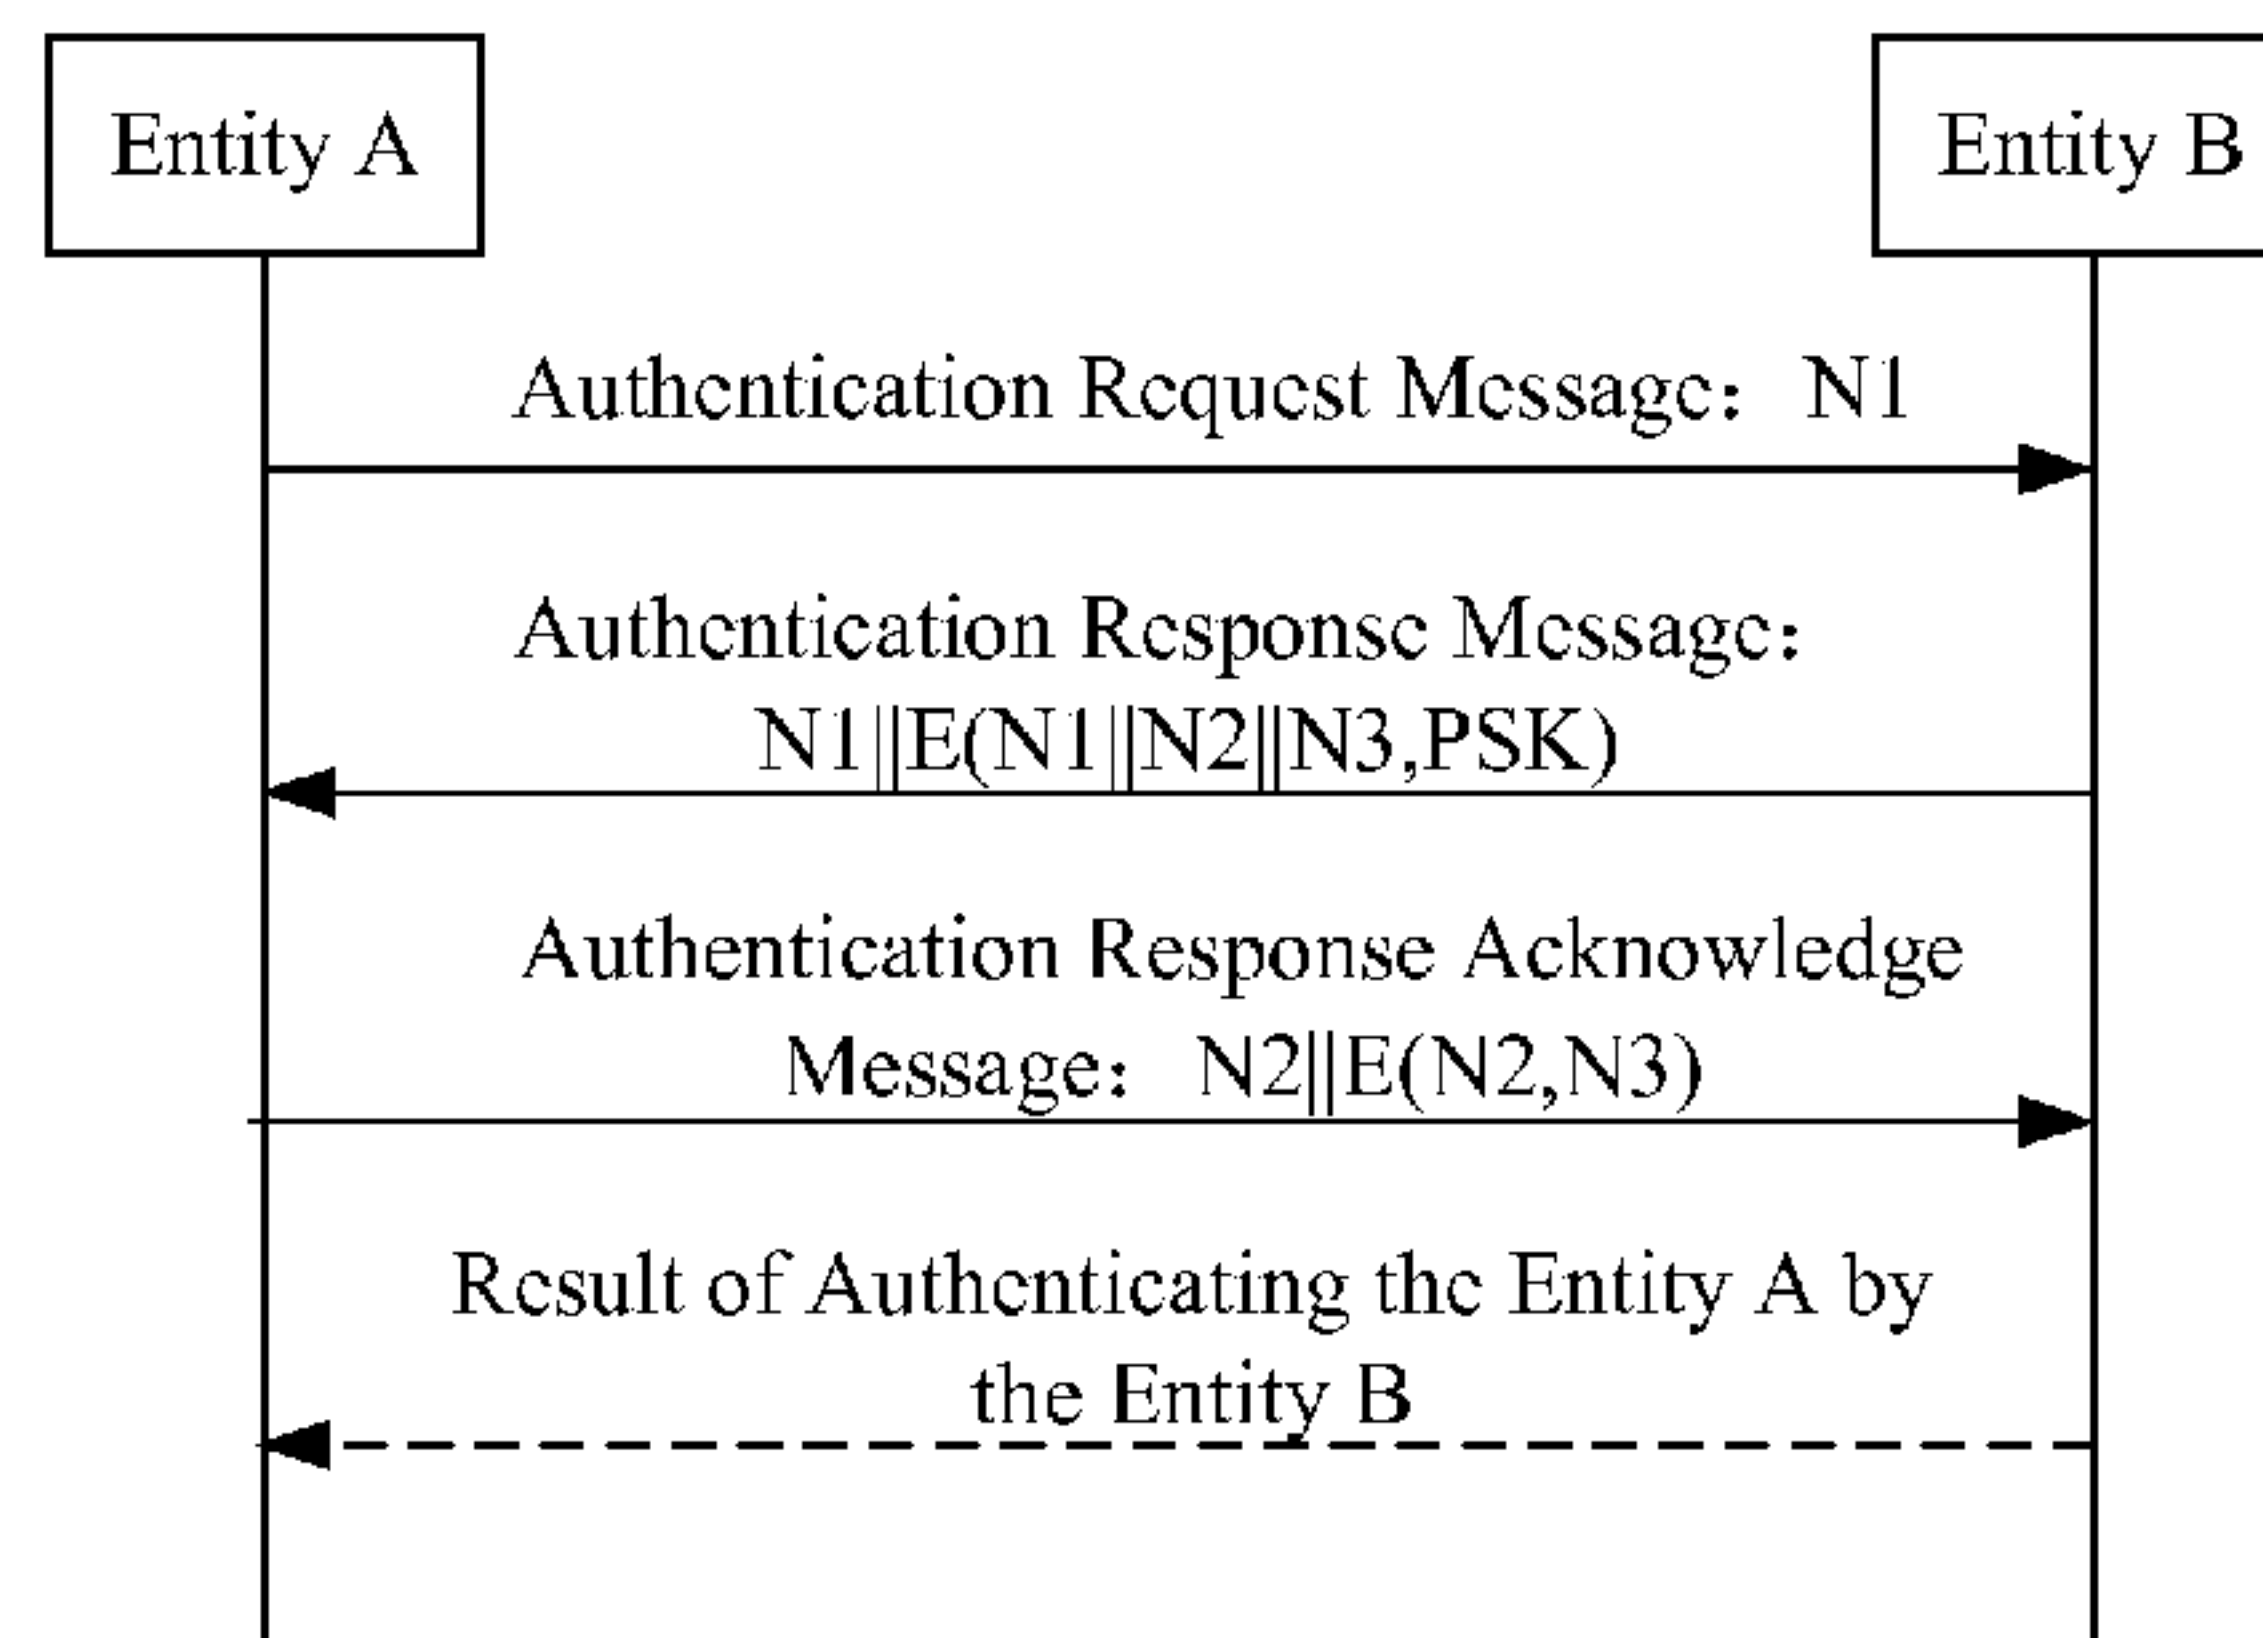 Entity A
Entity B
Authentication Request Message: N1
Authentication Response Message:
N1||E(N1||N2||N3,PSK)
Authentication Response Acknowledge
Message: N2||E(N2,N3)
Result of Authenticating the Entity A by
the Entity B